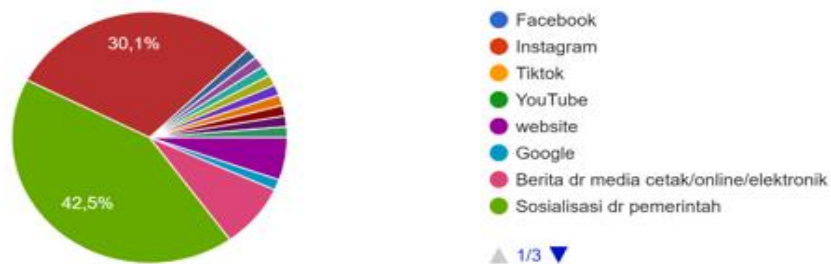 30,1%
42,5%
Facebook
Instagram
Tiktok
YouTube
website
Google
Berita dr media cetak/online/elektronik
Sosialisasi dr pemerintah
1/3